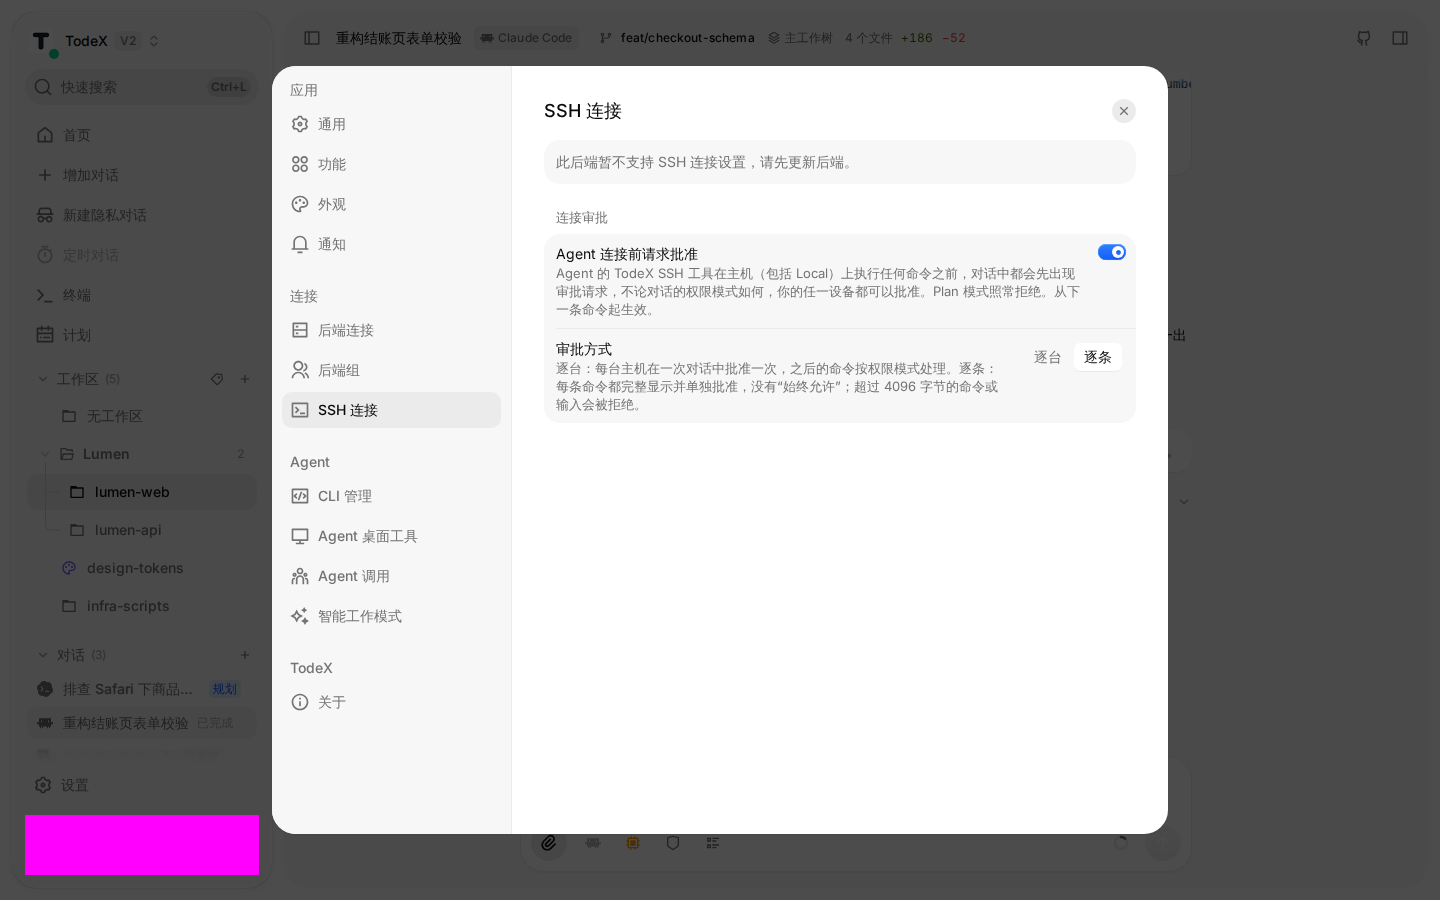 TodeX V2
快速搜索 Ctrl+L
首页
增加对话
新建隐私对话
定时对话
终端
计划
工作区 (5)
无工作区
Lumen 2
lumen-web
lumen-api
design-tokens
infra-scripts
对话 (3)
排查 Safari 下商品... 规划
重构结账页表单校验 已完成
设置
重构结账页表单校验 Claude Code feat/checkout-schema 主工作树 4 个文件 +186 −52
应用
通用
功能
外观
通知
连接
后端连接
后端组
SSH 连接
Agent
CLI 管理
Agent 桌面工具
Agent 调用
智能工作模式
TodeX
关于
SSH 连接
此后端暂不支持 SSH 连接设置，请先更新后端。
连接审批
Agent 连接前请求批准
Agent 的 TodeX SSH 工具在主机（包括 Local）上执行任何命令之前，对话中都会先出现
审批请求，不论对话的权限模式如何，你的任一设备都可以批准。Plan 模式照常拒绝。从下
一条命令起生效。
审批方式
逐台：每台主机在一次对话中批准一次，之后的命令按权限模式处理。逐条：
每条命令都完整显示并单独批准，没有“始终允许”；超过 4096 字节的命令或
输入会被拒绝。
逐台 逐条
出